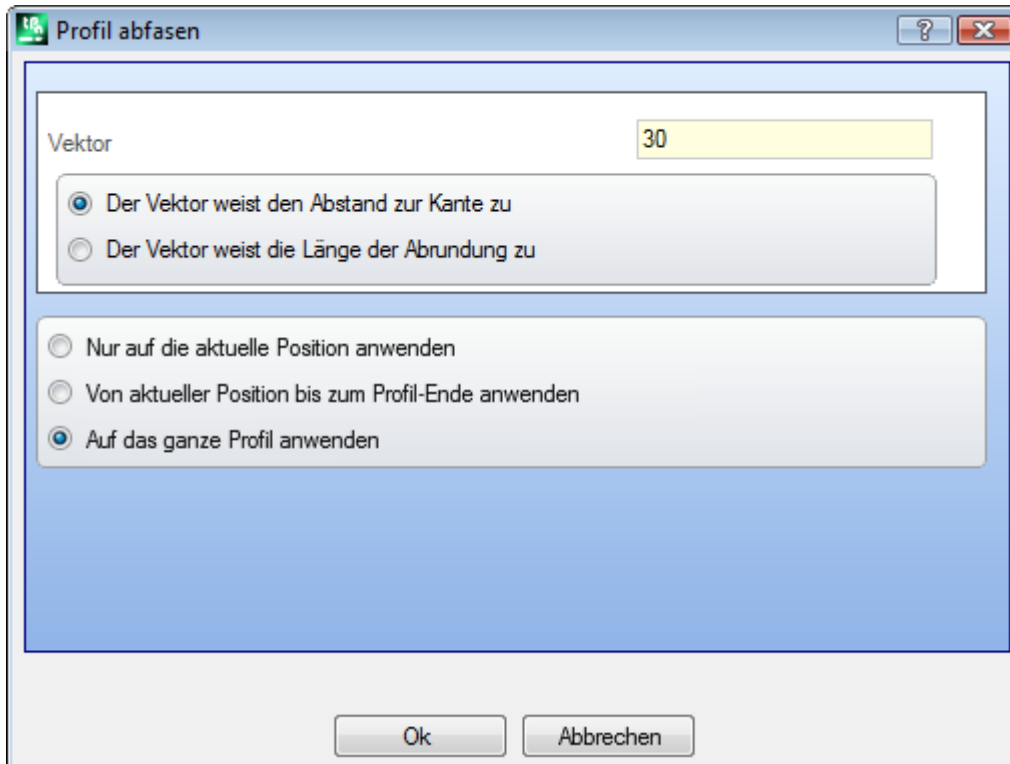 Profil abfasen
Vektor 30
Der Vektor weist den Abstand zur Kante zu
Der Vektor weist die Länge der Abrundung zu
Nur auf die aktuelle Position anwenden
Von aktueller Position bis zum Profil-Ende anwenden
Auf das ganze Profil anwenden
Ok Abbrechen